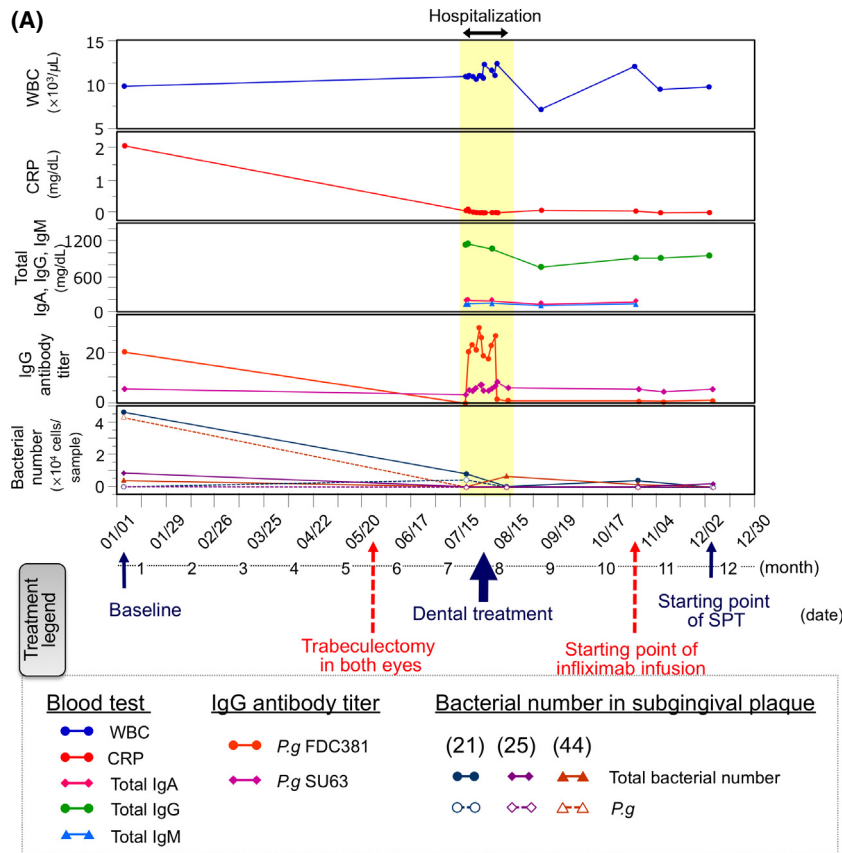 (A)
Hospitalization
15
10
5
WBC
(×10³/μL)
2
1
0
CRP
(mg/dL)
1200
600
0
Total
IgA, IgG, IgM
(mg/dL)
20
0
IgG
antibody
titer
4
2
0
Bacterial
number
(×10⁴ cells/
sample)
01/01 01/29 02/26 03/25 04/22 05/20 06/17 07/15 08/15 09/19 10/17 11/04 12/02 12/30
1 2 3 4 5 6 7 8 9 10 11 12 (month)
Baseline
Dental treatment
Starting point
of SPT
(date)
Trabeculectomy
in both eyes
Starting point of
infliximab infusion
Treatment
legend
Blood test
WBC
CRP
Total IgA
Total IgG
Total IgM
IgG antibody titer
P.g FDC381
P.g SU63
Bacterial number in subgingival plaque
(21) (25) (44)
Total bacterial number
P.g